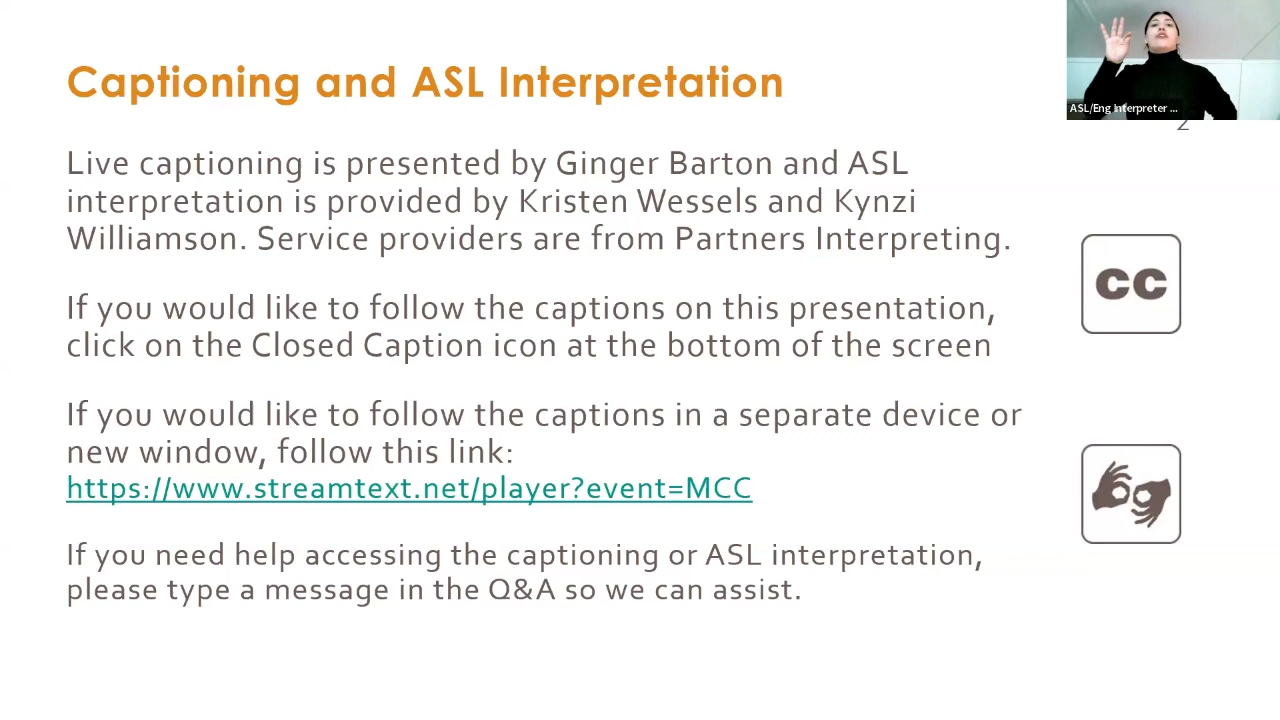 Captioning and ASL Interpretation
ASL/Eng Interpreter ...
2
Live captioning is presented by Ginger Barton and ASL
interpretation is provided by Kristen Wessels and Kynzi
Williamson. Service providers are from Partners Interpreting.
CC
If you would like to follow the captions on this presentation,
click on the Closed Caption icon at the bottom of the screen
If you would like to follow the captions in a separate device or
new window, follow this link:
https://www.streamtext.net/player?event=MCC
If you need help accessing the captioning or ASL interpretation,
please type a message in the Q&A so we can assist.